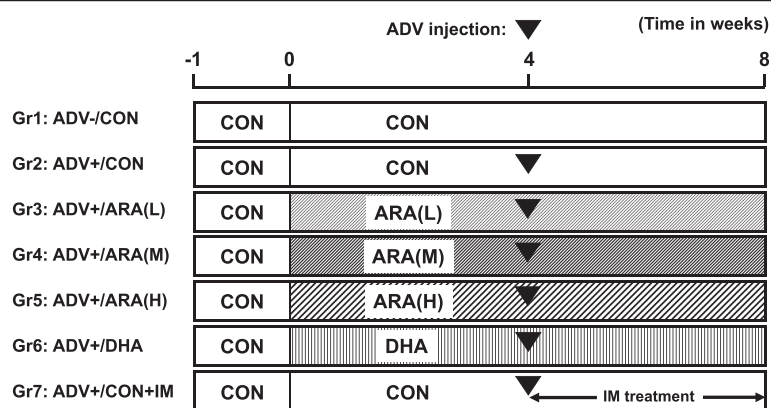 ADV injection: (Time in weeks)
-1 0 4 8
Gr1: ADV-/CON CON CON
Gr2: ADV+/CON CON CON
Gr3: ADV+/ARA(L) CON ARA(L)
Gr4: ADV+/ARA(M) CON ARA(M)
Gr5: ADV+/ARA(H) CON ARA(H)
Gr6: ADV+/DHA CON DHA
Gr7: ADV+/CON+IM CON CON IM treatment